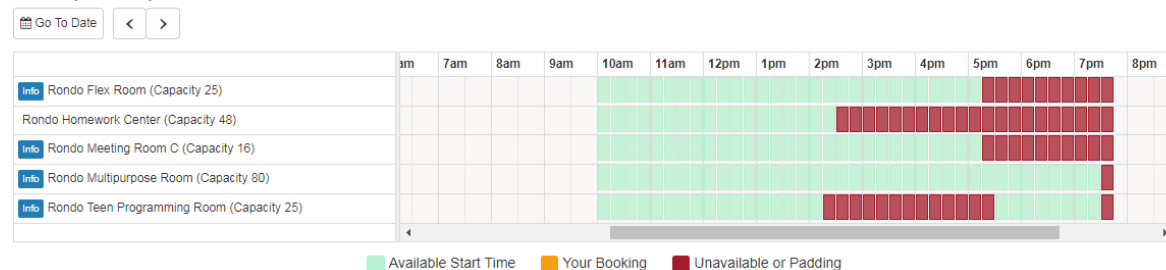 Go To Date
am 7am 8am 9am 10am 11am 12pm 1pm 2pm 3pm 4pm 5pm 6pm 7pm 8pm
Info Rondo Flex Room (Capacity 25)
Rondo Homework Center (Capacity 48)
Info Rondo Meeting Room C (Capacity 16)
Info Rondo Multipurpose Room (Capacity 80)
Info Rondo Teen Programming Room (Capacity 25)
Available Start Time Your Booking Unavailable or Padding